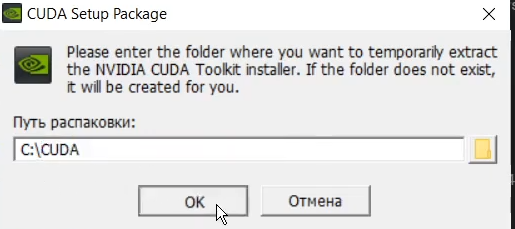 CUDA Setup Package
Please enter the folder where you want to temporarily extract
the NVIDIA CUDA Toolkit installer. If the folder does not exist,
it will be created for you.
Путь распаковки:
C:\CUDA
OK
Отмена